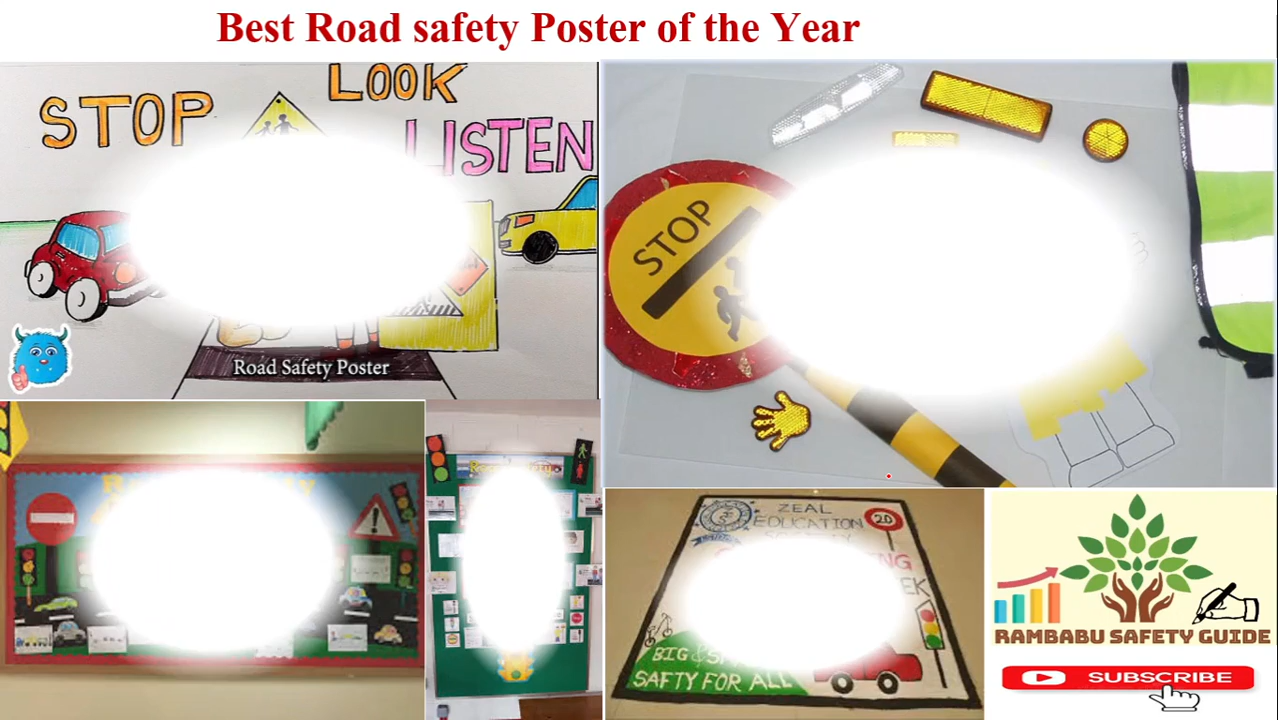 Best Road safety Poster of the Year
STOP
LOOK
LISTEN
Road Safety Poster
STOP
ZEAL
EDUCATION
20
BIG &
SAFTY FOR ALL
RAMBABU SAFETY GUIDE
SUBSCRIBE